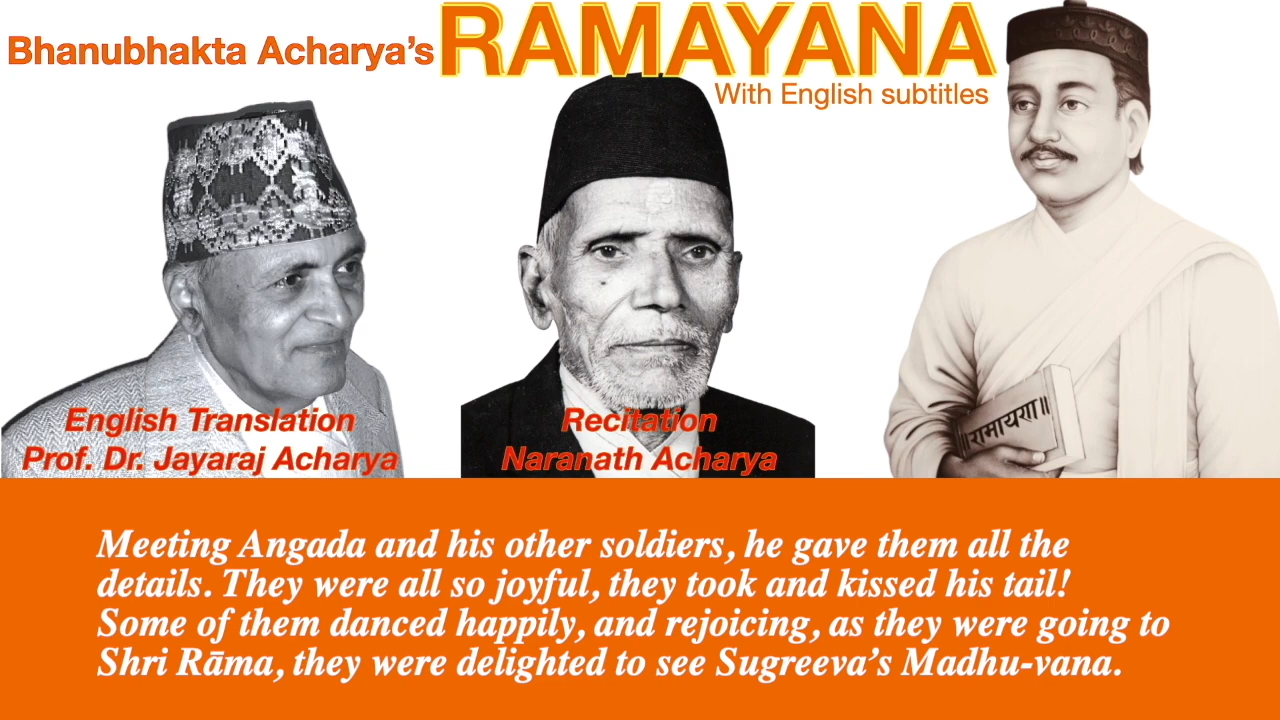 Bhanubhakta Acharya's RAMAYANA
With English subtitles
॥रामायण॥
English Translation
Prof. Dr. Jayaraj Acharya
Recitation
Naranath Acharya
Meeting Angada and his other soldiers, he gave them all the
details. They were all so joyful, they took and kissed his tail!
Some of them danced happily, and rejoicing, as they were going to
Shri Rāma, they were delighted to see Sugreeva's Madhu-vana.